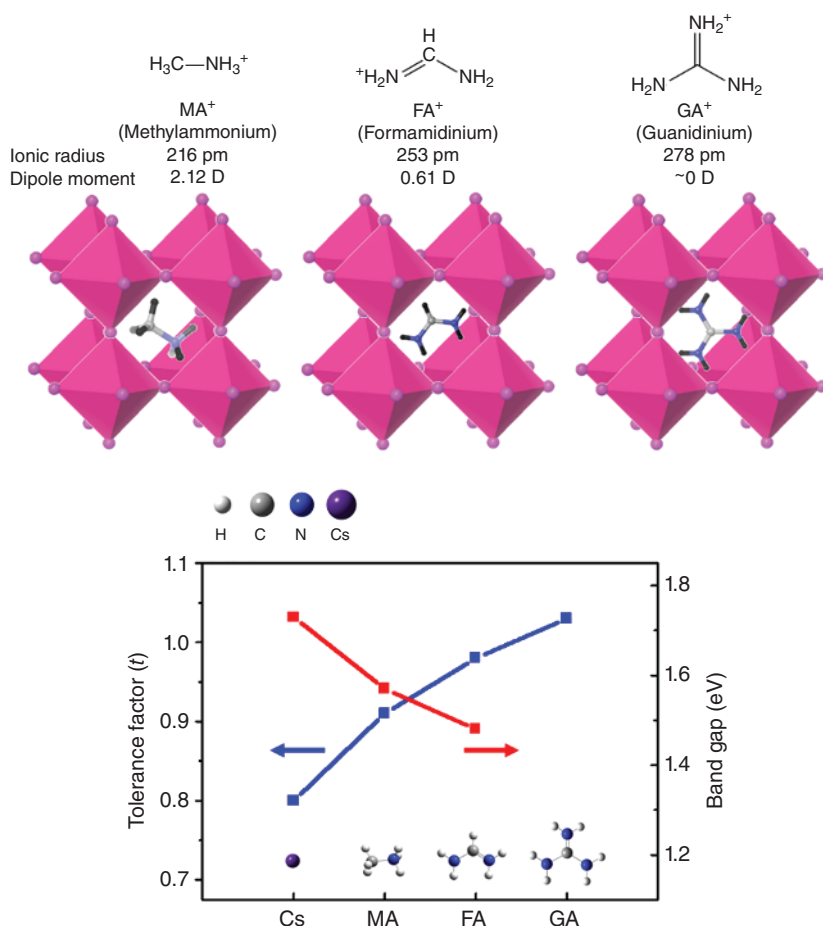 H₃C—NH₃⁺
H
C
⁺H₂N
NH₂
NH₂⁺
H₂N
NH₂
MA⁺ FA⁺ GA⁺
(Methylammonium) (Formamidinium) (Guanidinium)
Ionic radius 216 pm 253 pm 278 pm
Dipole moment 2.12 D 0.61 D ~0 D
H C N Cs
Tolerance factor (t)
1.1
1.0
0.9
0.8
0.7
1.8
1.6
1.4
1.2
Band gap (eV)
Cs MA FA GA